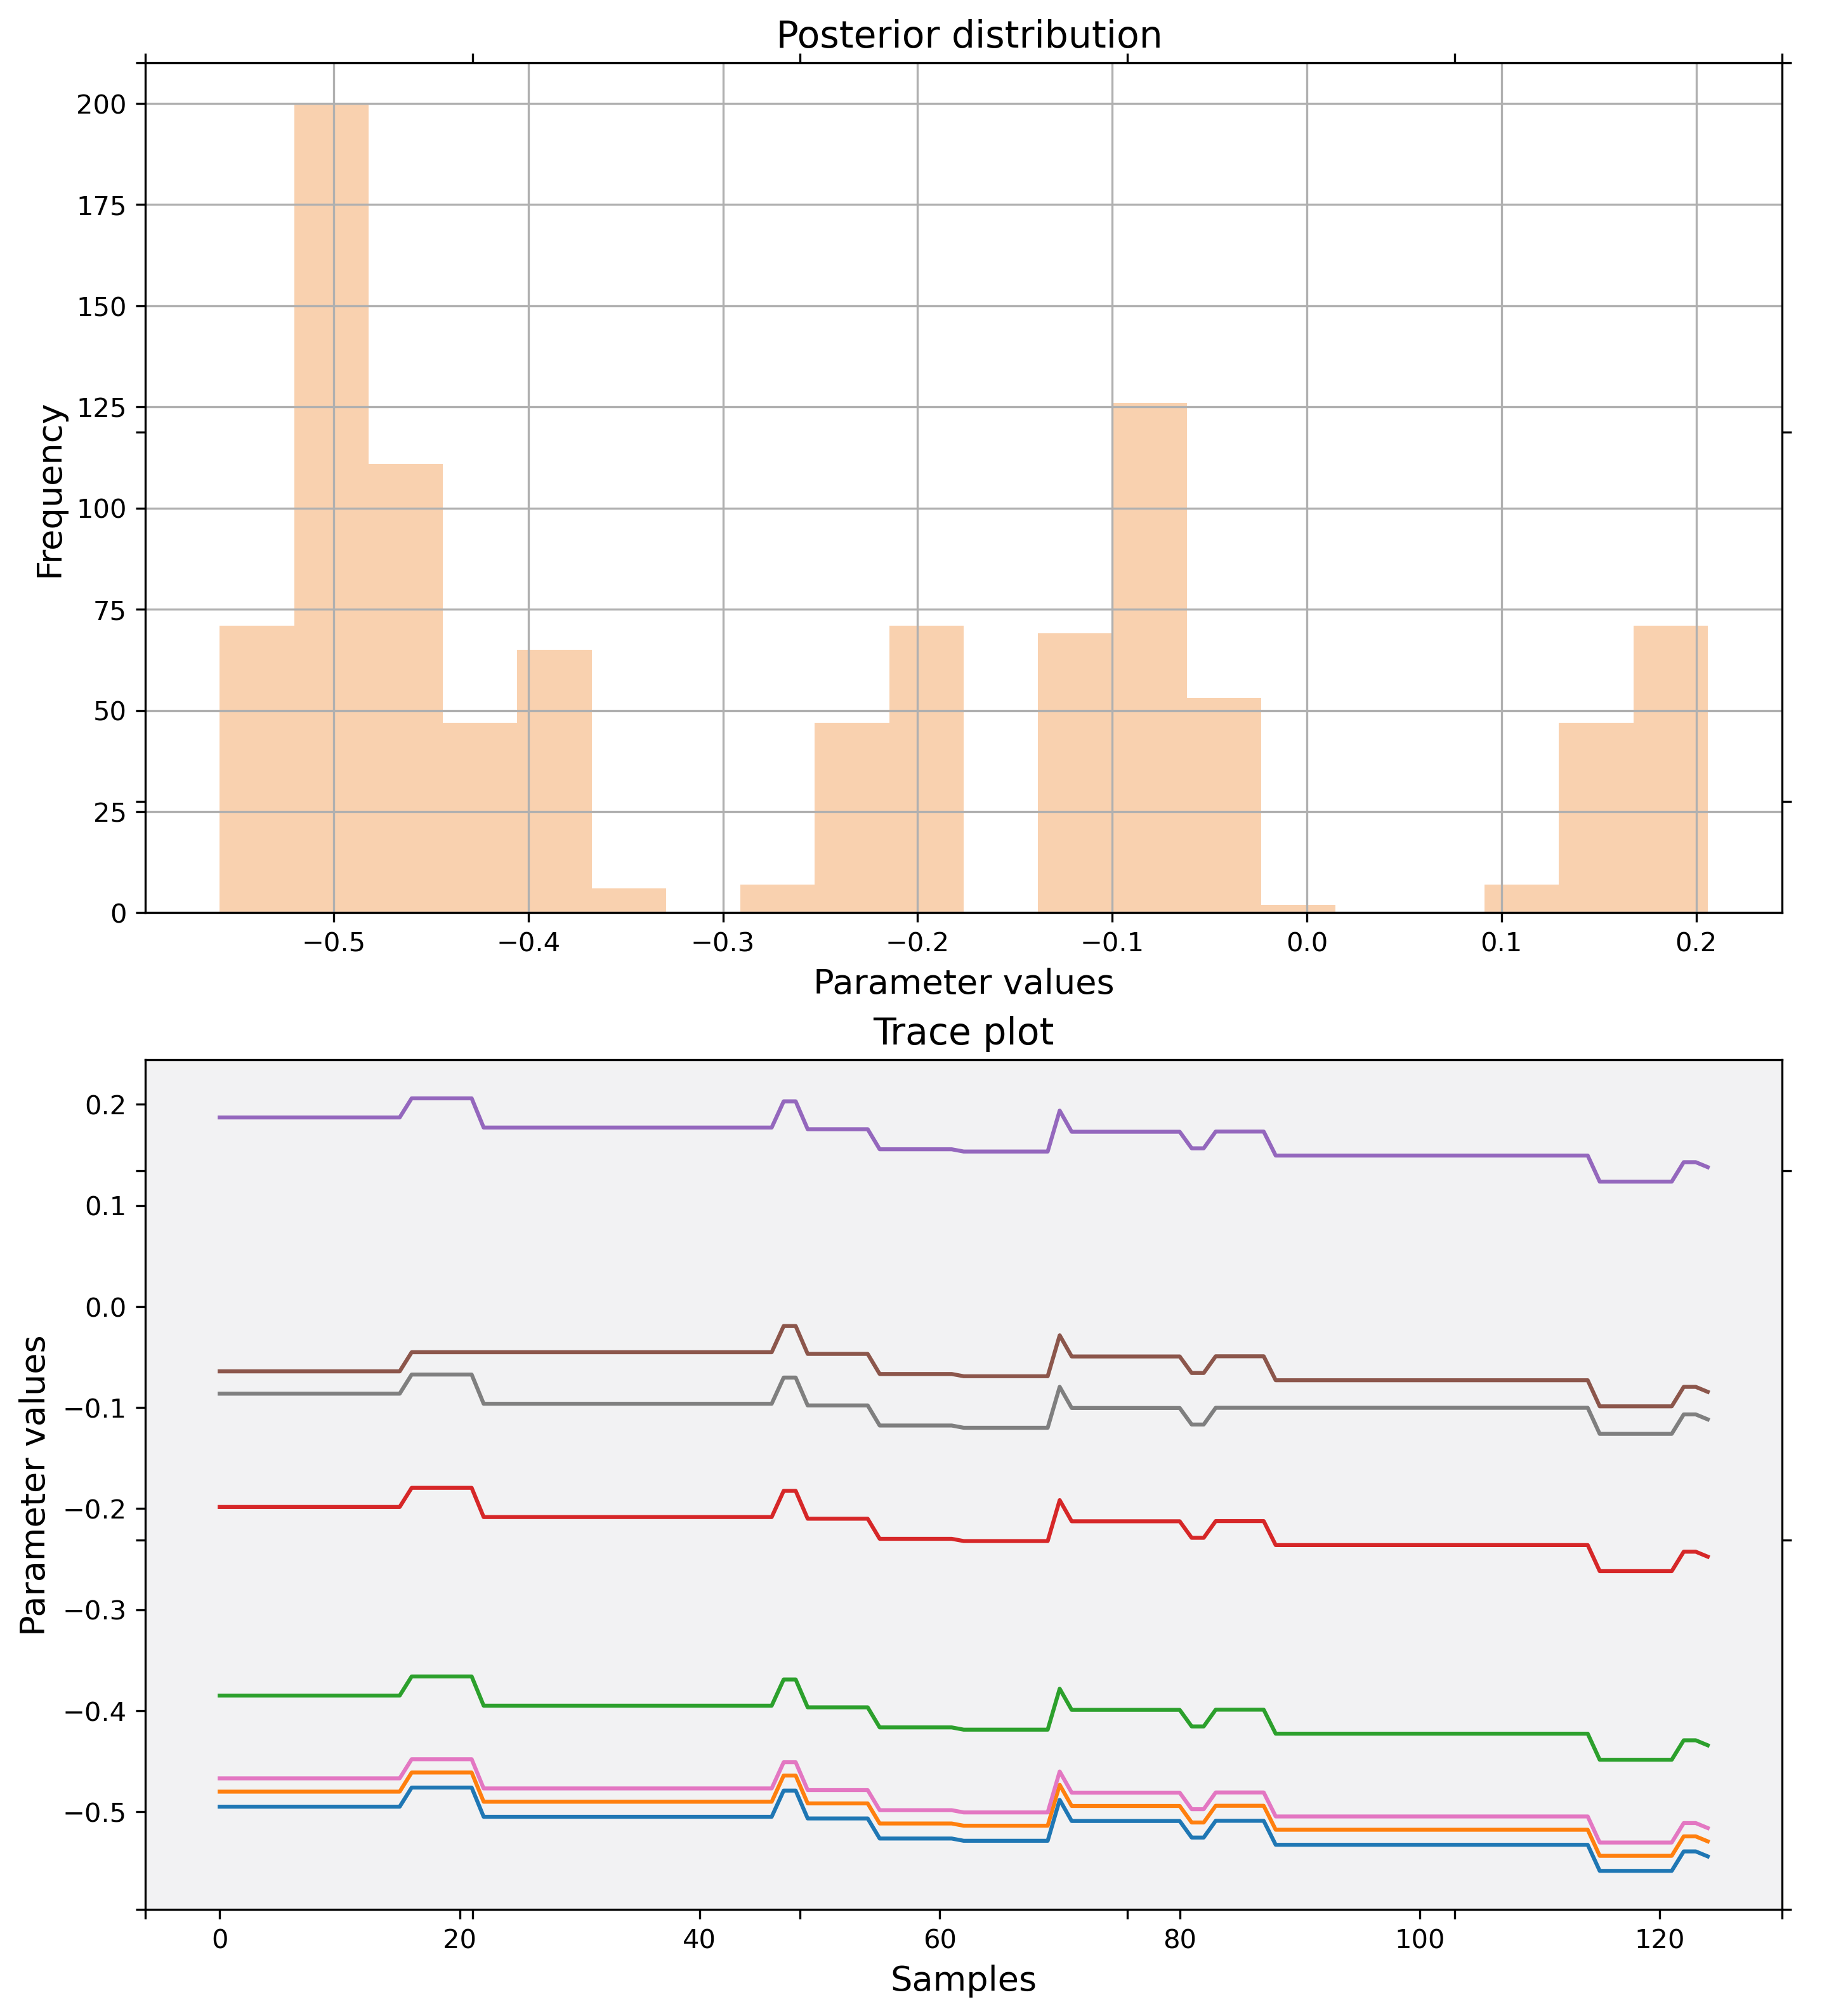 Posterior distribution
200
175
150
125
100
75
50
25
0
Frequency
−0.5 −0.4 −0.3 −0.2 −0.1 0.0 0.1 0.2
Parameter values
Trace plot
0.2
0.1
0.0
−0.1
−0.2
−0.3
−0.4
−0.5
Parameter values
0 20 40 60 80 100 120
Samples